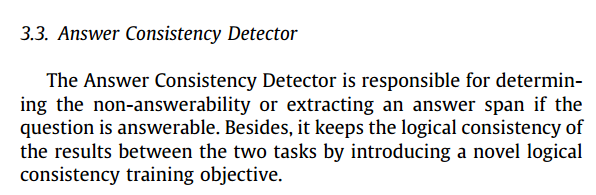 3.3. Answer Consistency Detector
The Answer Consistency Detector is responsible for determin-
ing the non-answerability or extracting an answer span if the
question is answerable. Besides, it keeps the logical consistency of
the results between the two tasks by introducing a novel logical
consistency training objective.